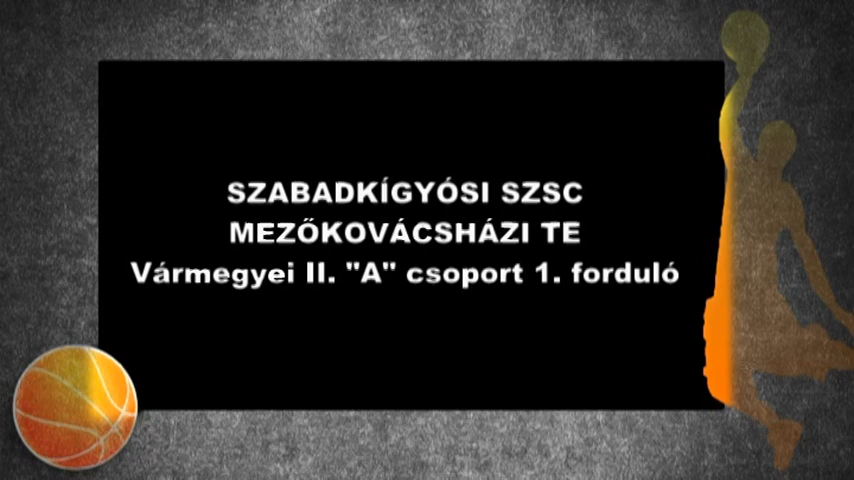 SZABADKÍGYÓSI SZSC
MEZŐKOVÁCSHÁZI TE
Vármegyei II. "A" csoport 1. forduló